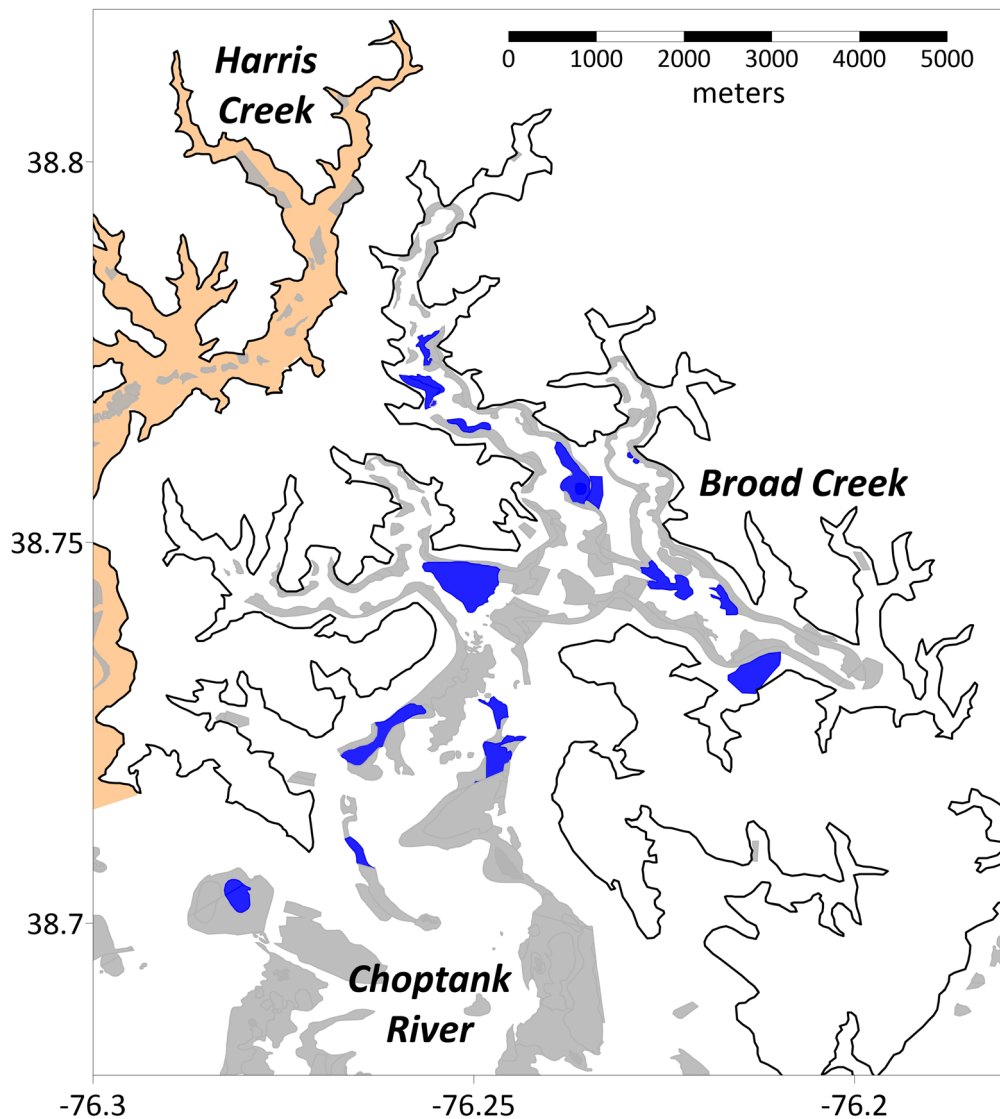 Harris
Creek
0 1000 2000 3000 4000 5000
meters
38.8
Broad Creek
38.75
38.7
Choptank
River
-76.3 -76.25 -76.2